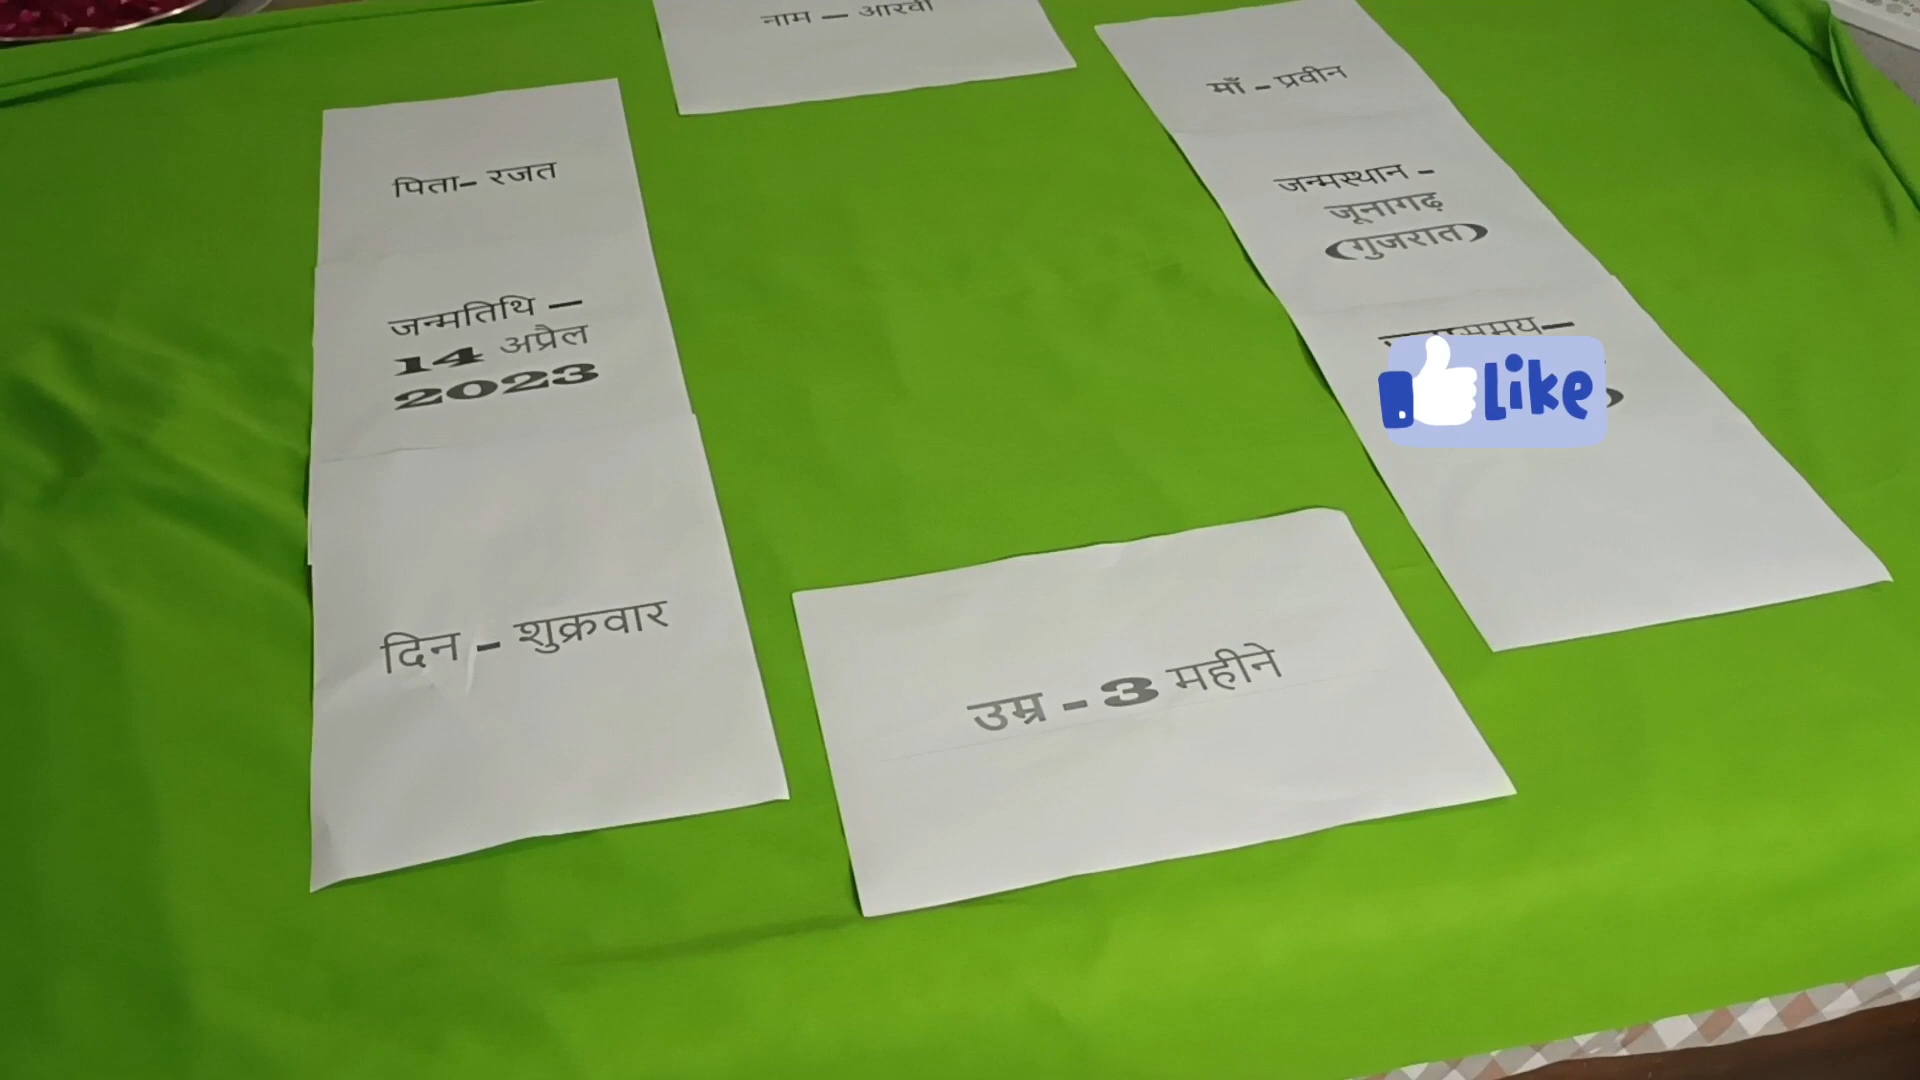 नाम – आरवी
पिता- रजत
जन्मतिथि –
14 अप्रैल
2023
दिन - शुक्रवार
माँ - प्रवीन
जन्मस्थान -
जूनागढ़
(गुजरात)
Like
उम्र - 3 महीने